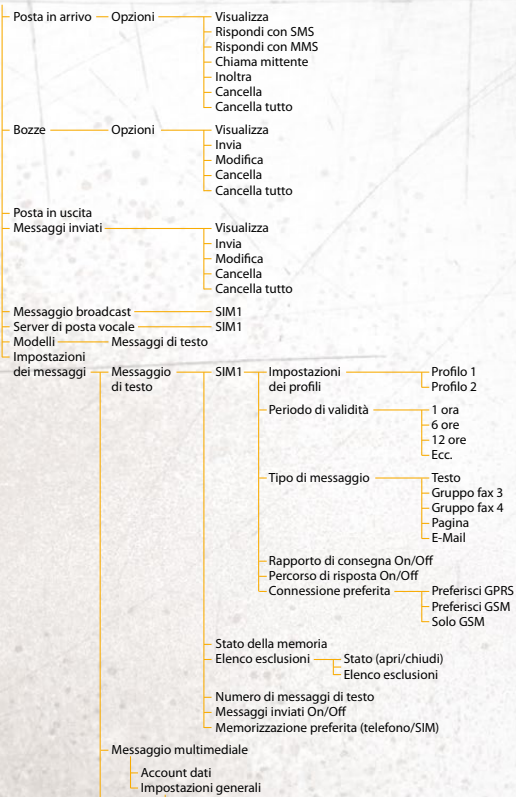 Posta in arrivo Opzioni Visualizza
Rispondi con SMS
Rispondi con MMS
Chiama mittente
Inoltra
Cancella
Cancella tutto
Bozze Opzioni Visualizza
Invia
Modifica
Cancella
Cancella tutto
Posta in uscita
Messaggi inviati Visualizza
Invia
Modifica
Cancella
Cancella tutto
Messaggio broadcast SIM1
Server di posta vocale SIM1
Modelli Messaggi di testo
Impostazioni
dei messaggi Messaggio SIM1 Impostazioni Profilo 1
di testo dei profili Profilo 2
Periodo di validità 1 ora
6 ore
12 ore
Ecc.
Tipo di messaggio Testo
Gruppo fax 3
Gruppo fax 4
Pagina
E-Mail
Rapporto di consegna On/Off
Percorso di risposta On/Off
Connessione preferita Preferisci GPRS
Preferisci GSM
Solo GSM
Stato della memoria
Elenco esclusioni Stato (apri/chiudi)
Elenco esclusioni
Numero di messaggi di testo
Messaggi inviati On/Off
Memorizzazione preferita (telefono/SIM)
Messaggio multimediale
Account dati
Impostazioni generali